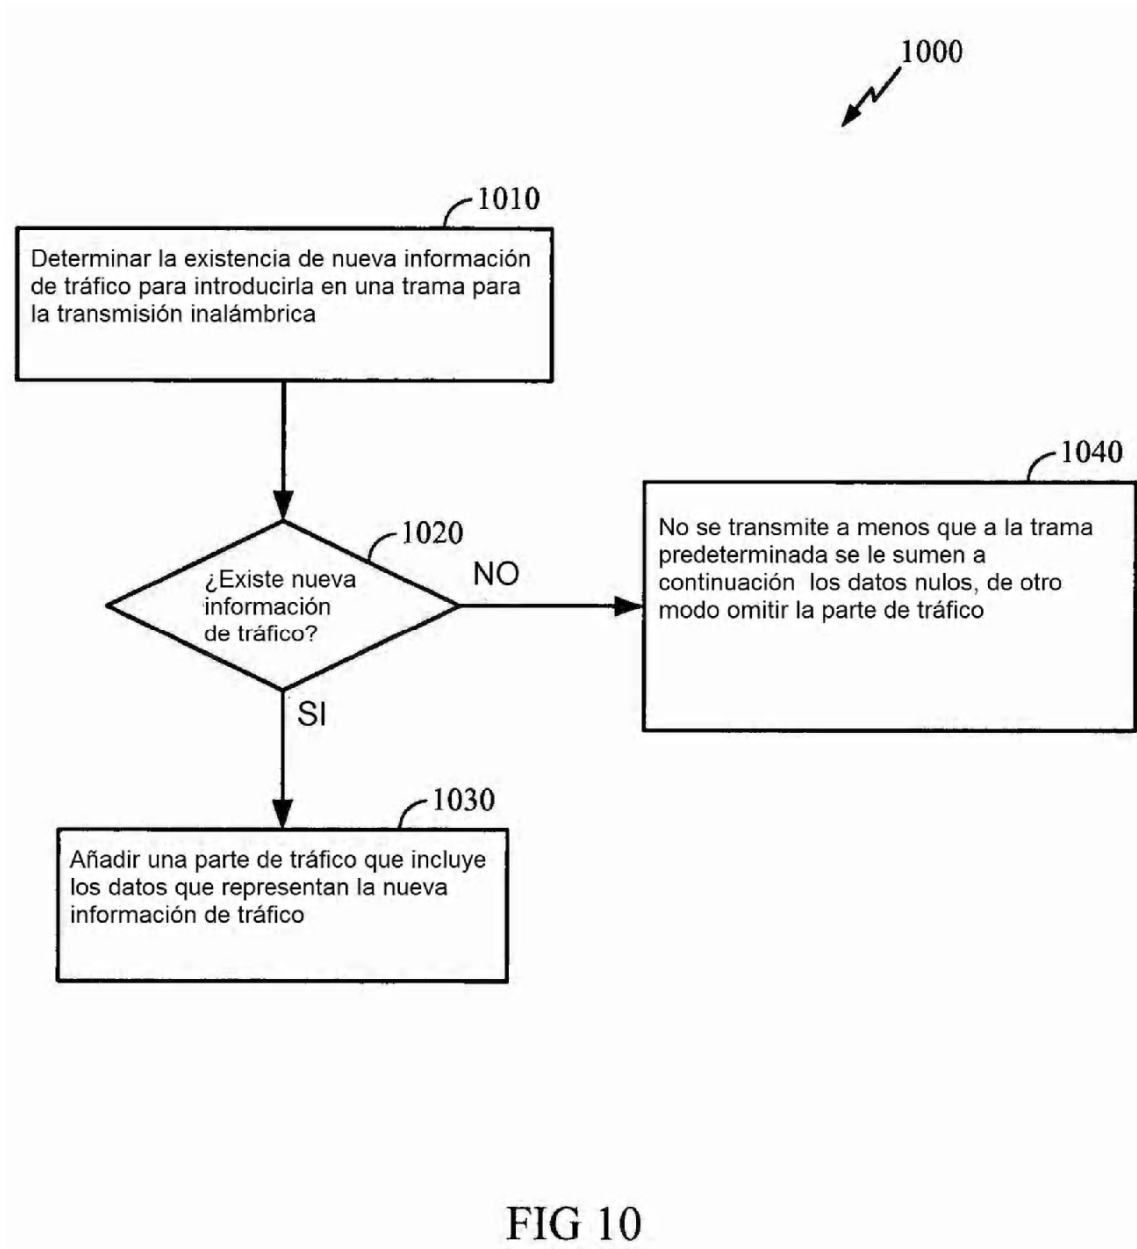 1000
1010
Determinar la existencia de nueva información
de tráfico para introducirla en una trama para
la transmisión inalámbrica
1040
No se transmite a menos que a la trama
predeterminada se le sumen a
continuación los datos nulos, de otro
modo omitir la parte de tráfico
1020
¿Existe nueva
información
de tráfico?
NO
SI
1030
Añadir una parte de tráfico que incluye
los datos que representan la nueva
información de tráfico
FIG 10